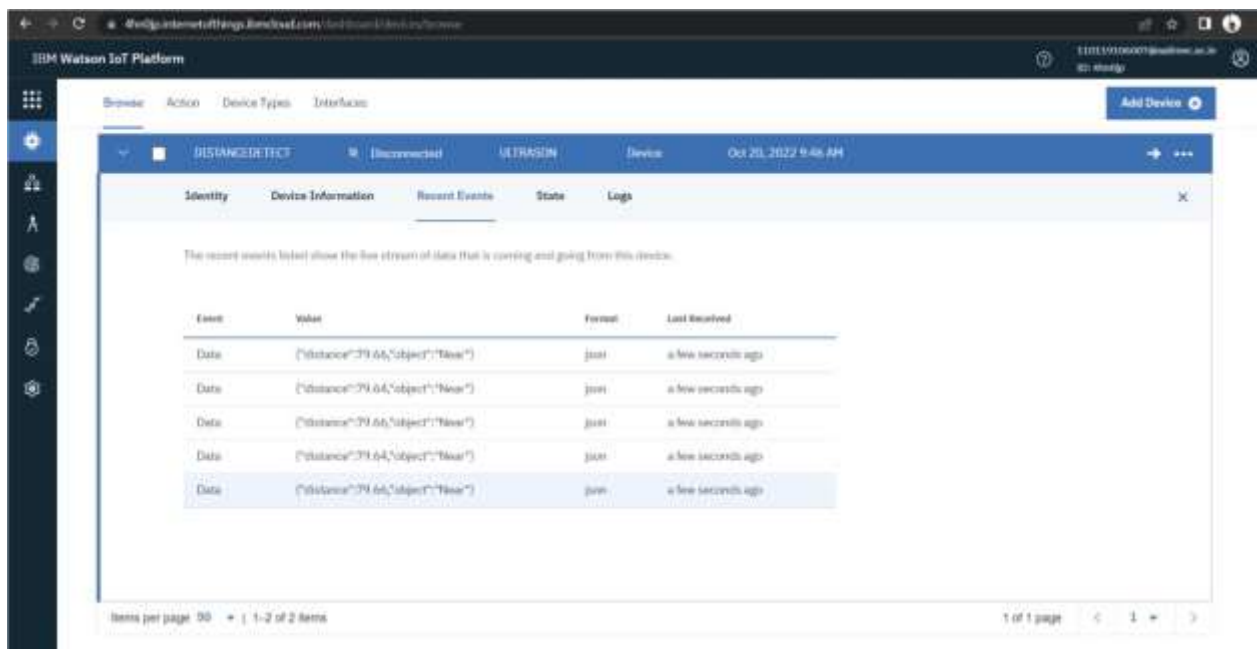 internetofthings.ibmcloud.com/dashboard/devices/browse
IBM Watson IoT Platform
Browse Action Device Types Interfaces
Add Device
DISTANCEDETECT Disconnected ULTRASON Device Oct 20, 2022 9:46 AM
Identity Device Information Recent Events State Logs
The recent events listed show the live stream of data that is coming and going from this device.
Event Value Format Last Received
Data {"distance":79.66,"object":"Near"} json a few seconds ago
Data {"distance":79.64,"object":"Near"} json a few seconds ago
Data {"distance":79.66,"object":"Near"} json a few seconds ago
Data {"distance":79.64,"object":"Near"} json a few seconds ago
Data {"distance":79.66,"object":"Near"} json a few seconds ago
Items per page 50 | 1–2 of 2 items 1 of 1 page 1